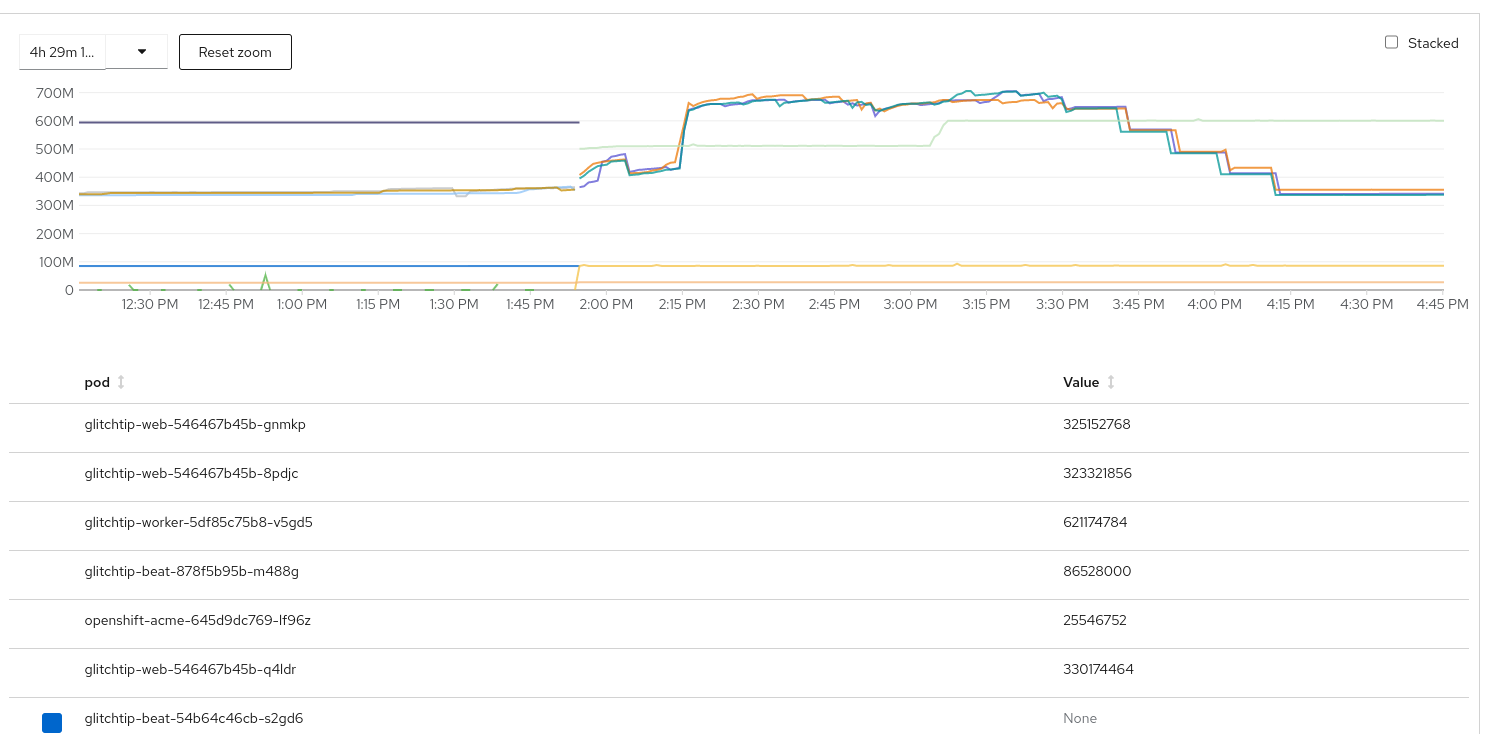 4h 29m 1...
Reset zoom
Stacked
700M
600M
500M
400M
300M
200M
100M
0
12:30 PM 12:45 PM 1:00 PM 1:15 PM 1:30 PM 1:45 PM 2:00 PM 2:15 PM 2:30 PM 2:45 PM 3:00 PM 3:15 PM 3:30 PM 3:45 PM 4:00 PM 4:15 PM 4:30 PM 4:45 PM
pod Value
glitchtip-web-546467b45b-gnmkp 325152768
glitchtip-web-546467b45b-8pdjc 323321856
glitchtip-worker-5df85c75b8-v5gd5 621174784
glitchtip-beat-878f5b95b-m488g 86528000
openshift-acme-645d9dc769-lf96z 25546752
glitchtip-web-546467b45b-q4ldr 330174464
glitchtip-beat-54b64c46cb-s2gd6 None